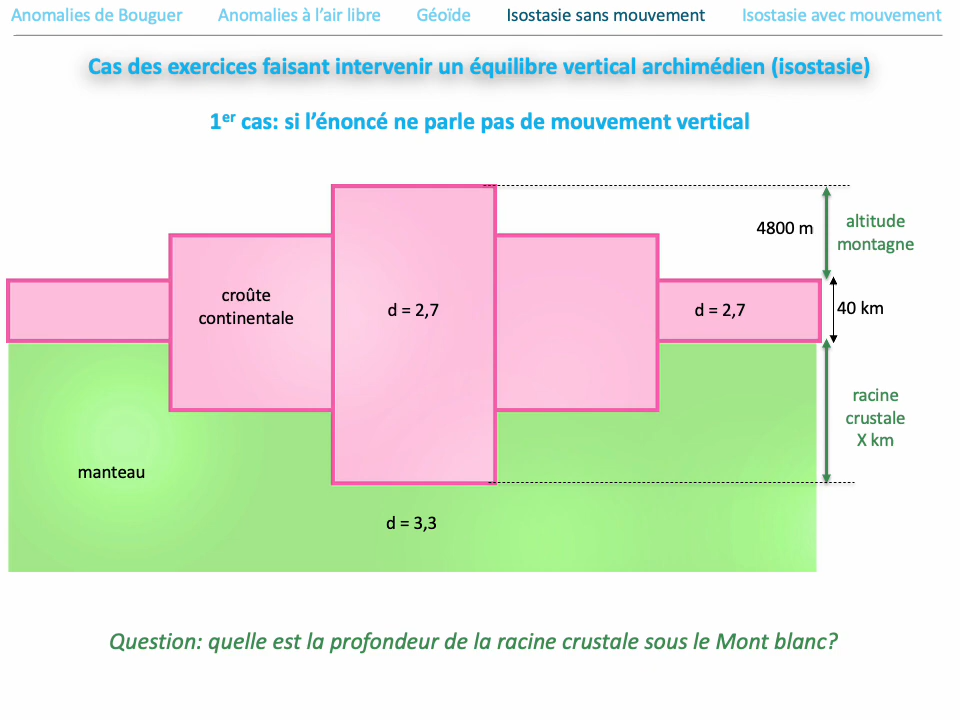 Anomalies de Bouguer Anomalies à l’air libre Géoïde Isostasie sans mouvement Isostasie avec mouvement
Cas des exercices faisant intervenir un équilibre vertical archimédien (isostasie)
1er cas: si l’énoncé ne parle pas de mouvement vertical
4800 m
altitude
montagne
croûte
continentale
d = 2,7
d = 2,7
40 km
racine
crustale
X km
manteau
d = 3,3
Question: quelle est la profondeur de la racine crustale sous le Mont blanc?